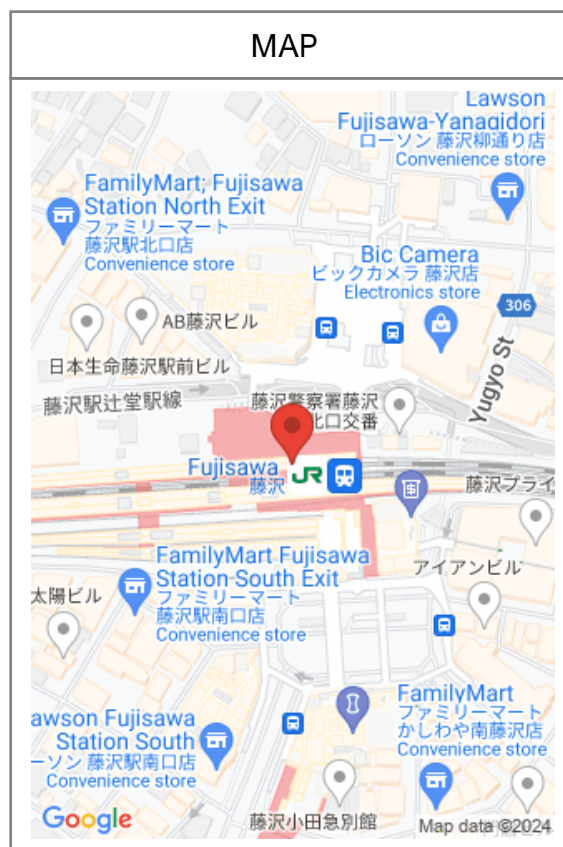 MAP
Lawson
Fujisawa-Yanagidori
ローソン 藤沢柳通り店
Convenience store
FamilyMart; Fujisawa
Station North Exit
ファミリーマート
藤沢駅北口店
Convenience store
Bic Camera
ビックカメラ 藤沢店
Electronics store
306
AB藤沢ビル
日本生命藤沢駅前ビル
Yugyo St
藤沢駅辻堂駅線
藤沢警察署藤沢
北口交番
Fujisawa
藤沢
JR
藤沢プライ
FamilyMart Fujisawa
Station South Exit
ファミリーマート
藤沢駅南口店
Convenience store
アイアンビル
太陽ビル
FamilyMart
ファミリーマート
かしわや南藤沢店
Convenience store
awson Fujisawa
Station South
ーソン 藤沢駅南口店
Convenience store
藤沢小田急別館
Google
Map data ©2024